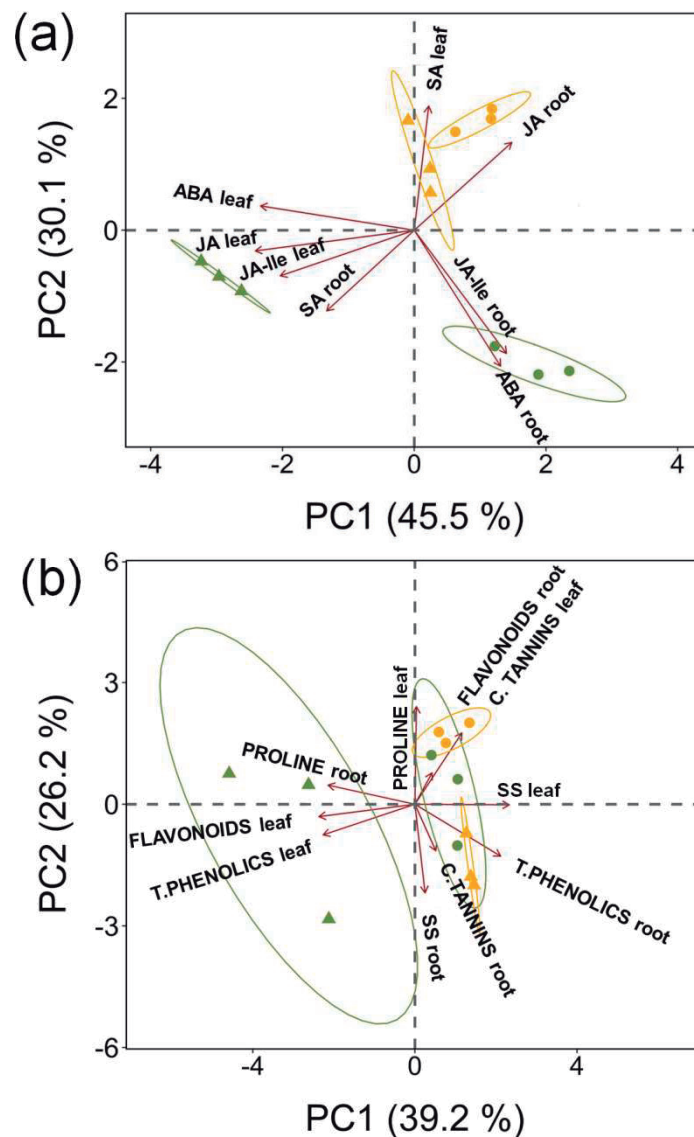 (a)
PC2 (30.1 %)
2
0
-2
SA leaf
JA root
ABA leaf
JA leaf
JA-Ile leaf
SA root
JA-Ile root
ABA root
-4
-2
0
2
4
PC1 (45.5 %)
(b)
PC2 (26.2 %)
6
3
0
-3
-6
FLAVONOIDS root
C. TANNINS leaf
PROLINE leaf
PROLINE root
SS leaf
FLAVONOIDS leaf
T.PHENOLICS leaf
T.PHENOLICS root
C.TANNINS root
SS root
-4
0
4
PC1 (39.2 %)